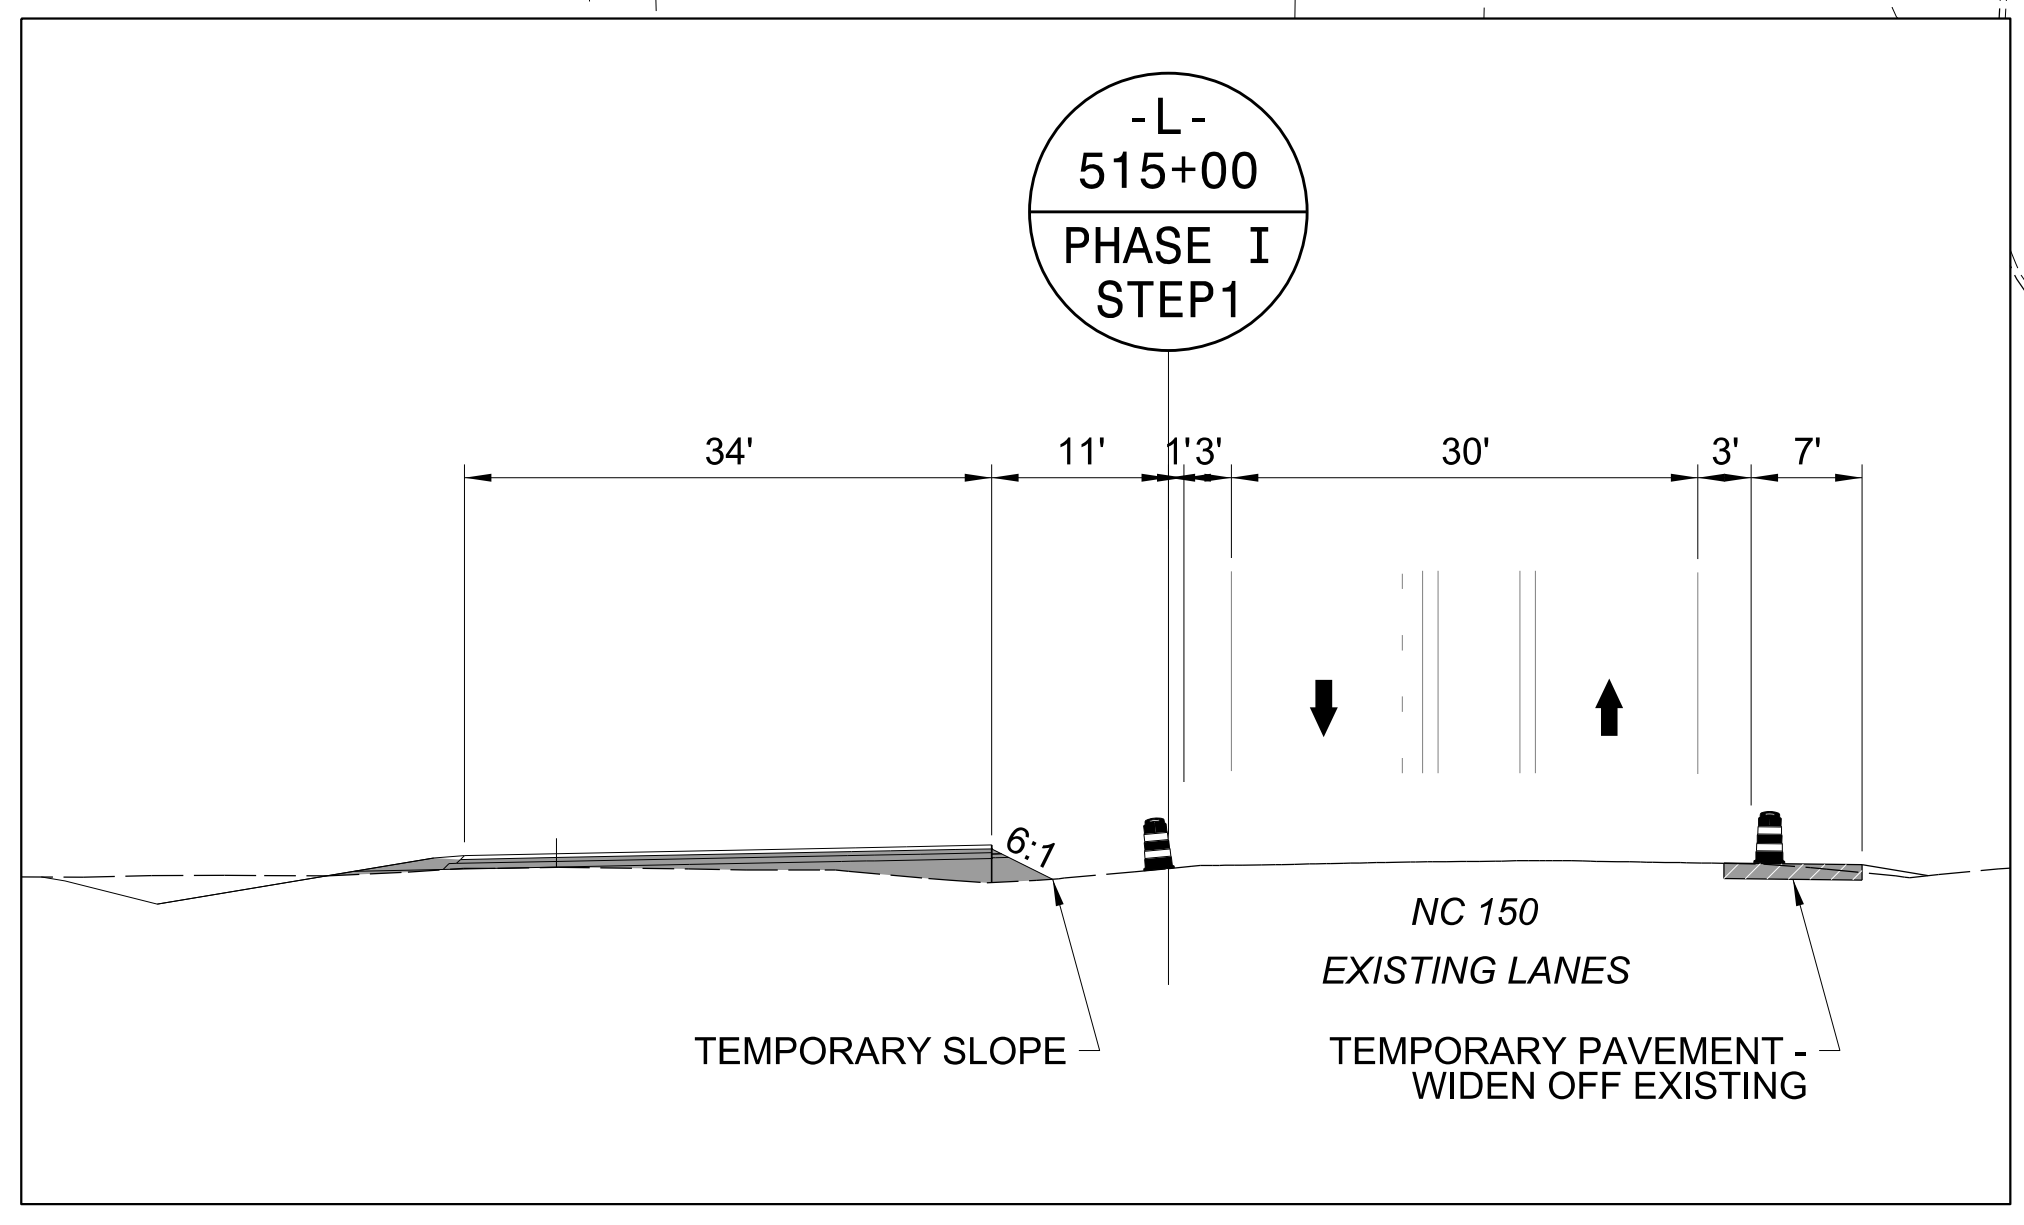 -L-
515+00
PHASE I
STEP1
34' 11' 1' 3' 30' 3' 7'
6:1
NC 150
EXISTING LANES
TEMPORARY SLOPE
TEMPORARY PAVEMENT -
WIDEN OFF EXISTING